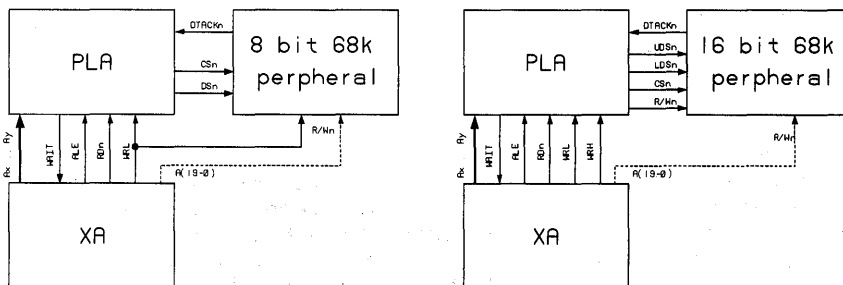 DTACKn
8 bit 68k
perpheral
PLA
CSn
DSn
R/Wn
Ax Ay
WAIT
ALE
RDn
WRL
A(19-0)
XA
DTACKn
16 bit 68k
perpheral
PLA
UDSn
LDSn
CSn
R/Wn
R/Wn
Ax Ay
WAIT
ALE
RDn
WRL
WRH
A(19-0)
XA